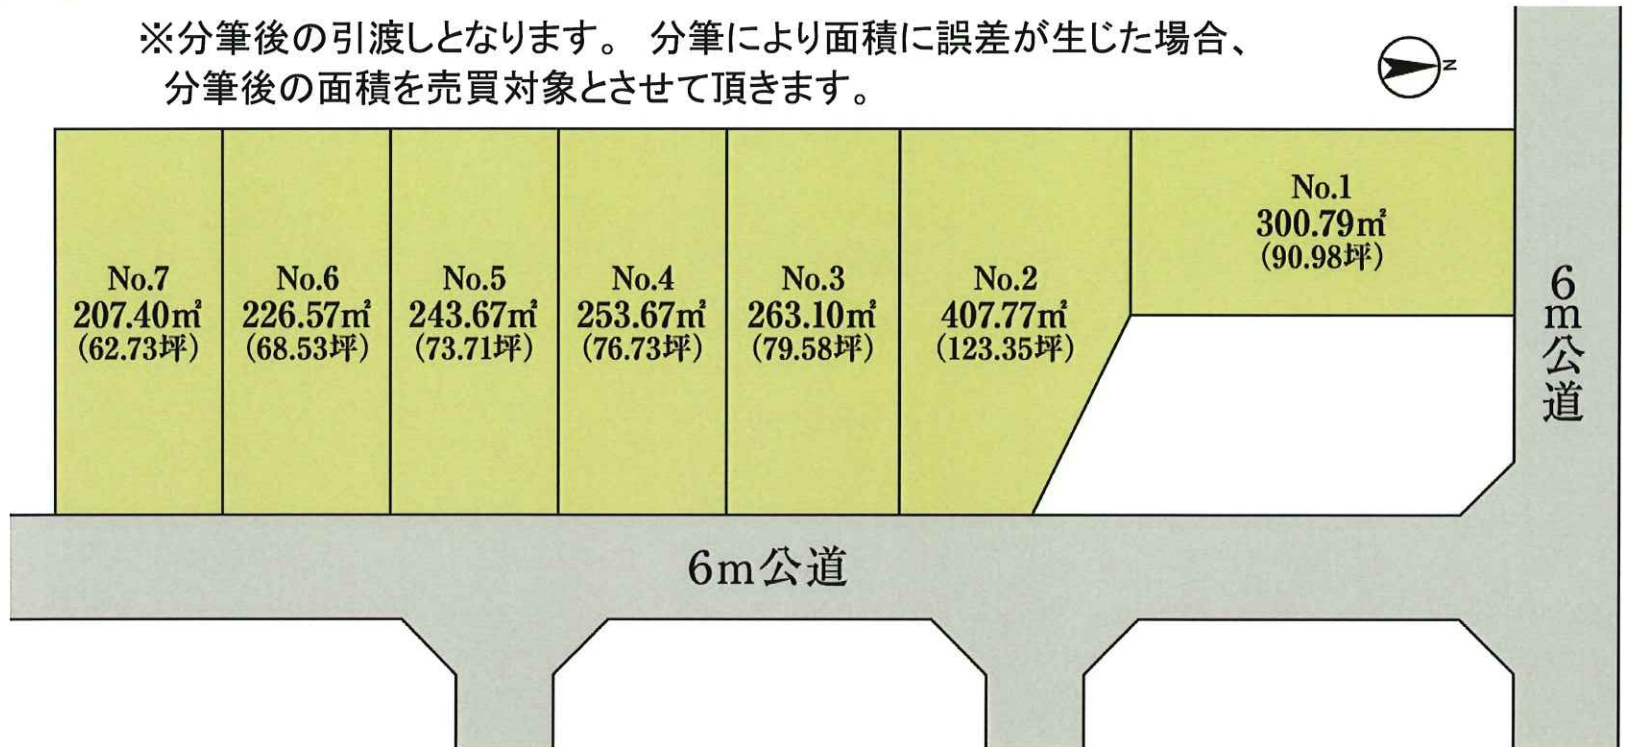 ※分筆後の引渡しとなります。 分筆により面積に誤差が生じた場合、
分筆後の面積を売買対象とさせて頂きます。
N
No.1
300.79㎡
(90.98坪)
No.7
207.40㎡
(62.73坪)
No.6
226.57㎡
(68.53坪)
No.5
243.67㎡
(73.71坪)
No.4
253.67㎡
(76.73坪)
No.3
263.10㎡
(79.58坪)
No.2
407.77㎡
(123.35坪)
6m公道
6m公道